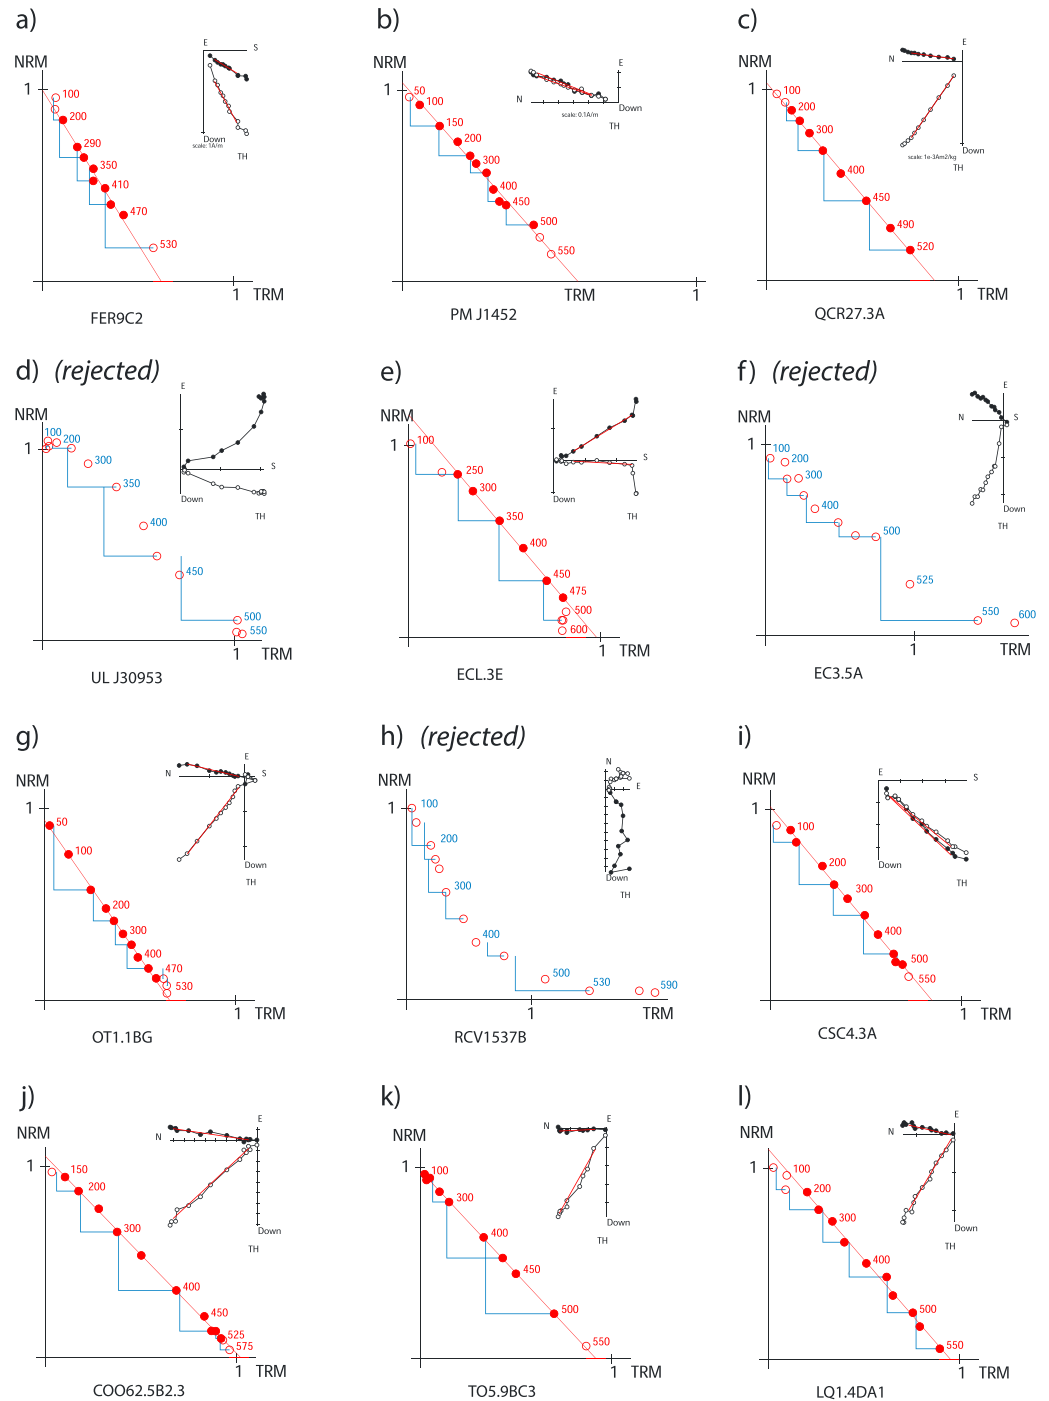 a)
NRM
1
100
200
290
350
410
470
530
E
S
Down
scale: 1A/m
TH
1
TRM
FER9C2
b)
NRM
1
50
100
150
200
300
400
450
500
550
E
N
Down
scale: 0.1A/m
TH
TRM
1
PM J1452
c)
NRM
1
100
200
300
400
450
490
520
E
N
Down
scale: 1e-3Am2/kg
TH
1
TRM
QCR27.3A
d) (rejected)
NRM
1
100
200
300
350
400
450
500
550
E
S
Down
TH
1
TRM
UL J30953
e)
NRM
1
100
250
300
350
400
450
475
500
600
E
S
Down
TH
1
TRM
ECL.3E
f) (rejected)
NRM
1
100
200
300
400
500
525
550
600
E
N
S
Down
TH
1
TRM
EC3.5A
g)
NRM
1
50
100
200
300
400
470
530
E
N
S
Down
TH
1
TRM
OT1.1BG
h) (rejected)
NRM
1
100
200
300
400
500
530
590
N
E
Down
TH
1
TRM
RCV1537B
i)
NRM
1
100
200
300
400
500
550
E
S
Down
TH
1
TRM
CSC4.3A
j)
NRM
1
150
200
300
400
450
525
575
E
N
Down
TH
1
TRM
COO62.5B2.3
k)
NRM
1
100
300
400
450
500
550
E
N
Down
TH
1
TRM
TO5.9BC3
l)
NRM
1
100
200
300
400
500
550
E
N
Down
TH
1
TRM
LQ1.4DA1